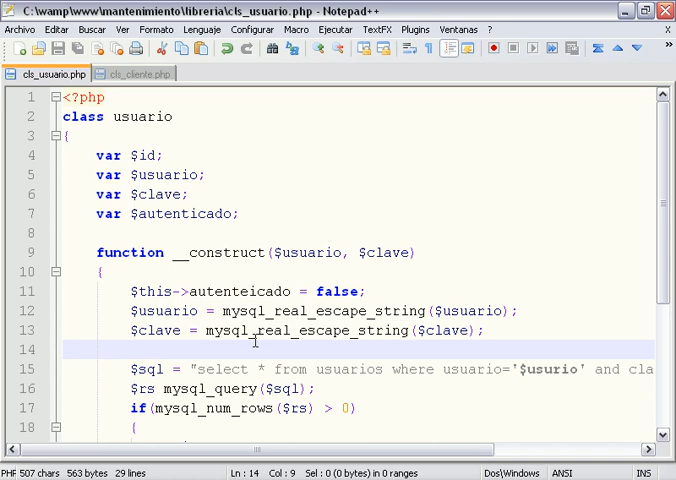 C:\wamp\www\mantenimiento\libreria\cls_usuario.php - Notepad++
Archivo Editar Buscar Ver Formato Lenguaje Configurar Macro Ejecutar TextFX Plugins Ventanas ? X
cls_usuario.php cls_cliente.php
1 <?php
2 class usuario
3 {
4 var $id;
5 var $usuario;
6 var $clave;
7 var $autenticado;
8
9 function __construct($usuario, $clave)
10 {
11 $this->autenteicado = false;
12 $usuario = mysql_real_escape_string($usuario);
13 $clave = mysql_real_escape_string($clave);
14
15 $sql = "select * from usuarios where usuario='$usurio' and cla
16 $rs mysql_query($sql);
17 if(mysql_num_rows($rs) > 0)
18 {
PHP 507 chars 563 bytes 29 lines Ln : 14 Col : 9 Sel : 0 (0 bytes) in 0 ranges Dos\Windows ANSI INS